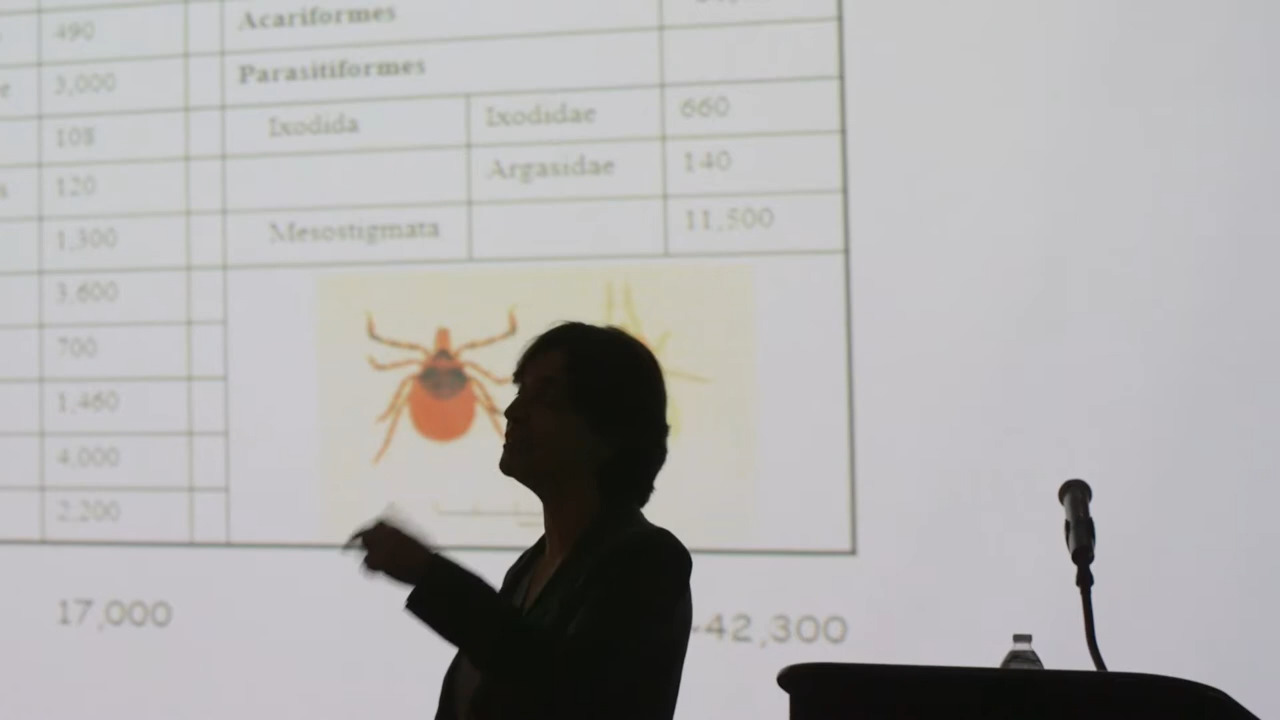 490
Acariformes
3,000
Parasitiformes
108
Ixodida Ixodidae 660
120
Argasidae 140
1,300
Mesostigmata 11,500
3,600
700
1,460
4,000
2,200
17,000
42,300